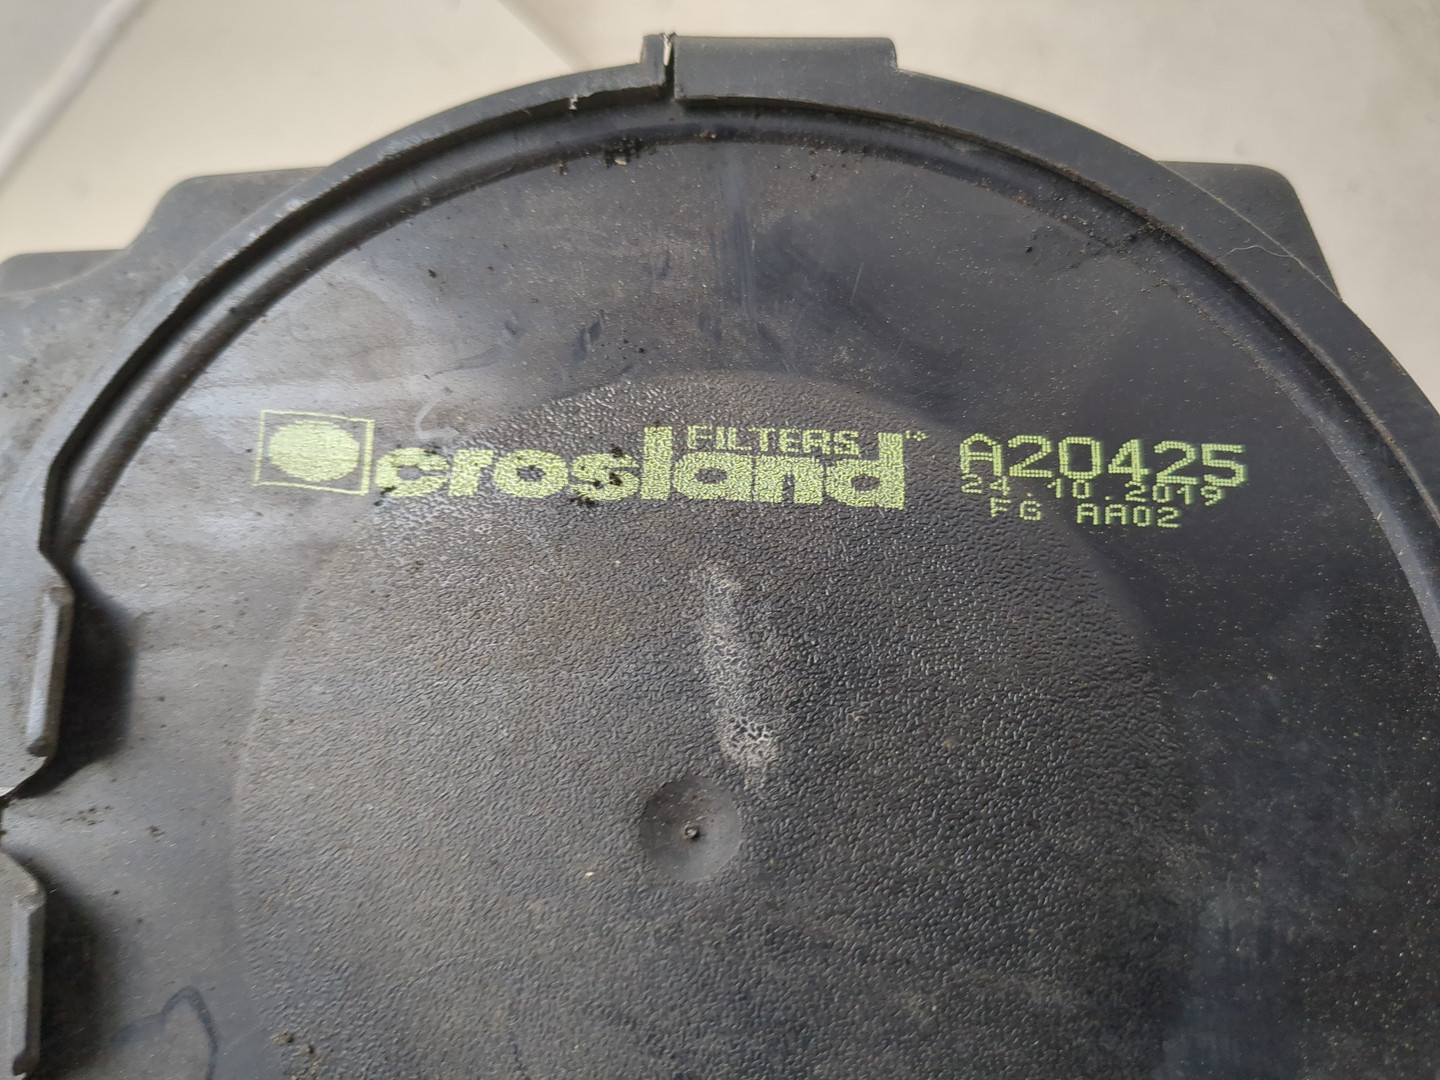 FILTERS
crosland A20425
24.10.2019
FG AA02